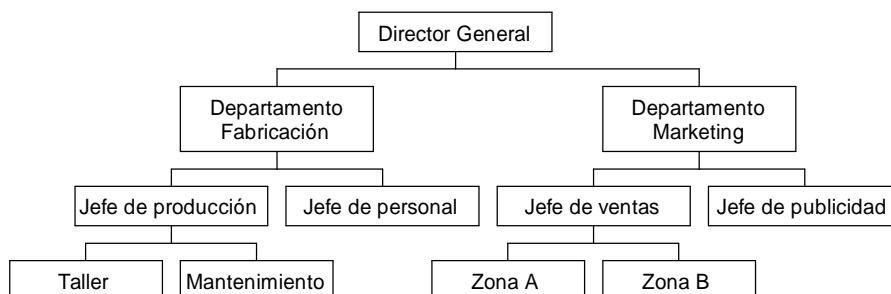 Director General
Departamento
Fabricación
Departamento
Marketing
Jefe de producción
Jefe de personal
Jefe de ventas
Jefe de publicidad
Taller
Mantenimiento
Zona A
Zona B